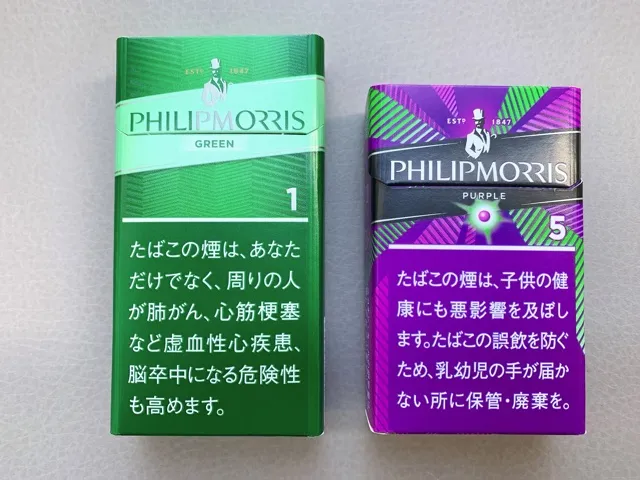 ESTD 1847
PHILIP MORRIS
GREEN
1
たばこの煙は、あなた
だけでなく、周りの人
が肺がん、心筋梗塞
など虚血性心疾患、
脳卒中になる危険性
も高めます。
ESTD 1847
PHILIP MORRIS
PURPLE
5
たばこの煙は、子供の健
康にも悪影響を及ぼし
ます。たばこの誤飲を防ぐ
ため、乳幼児の手が届か
ない所に保管・廃棄を。